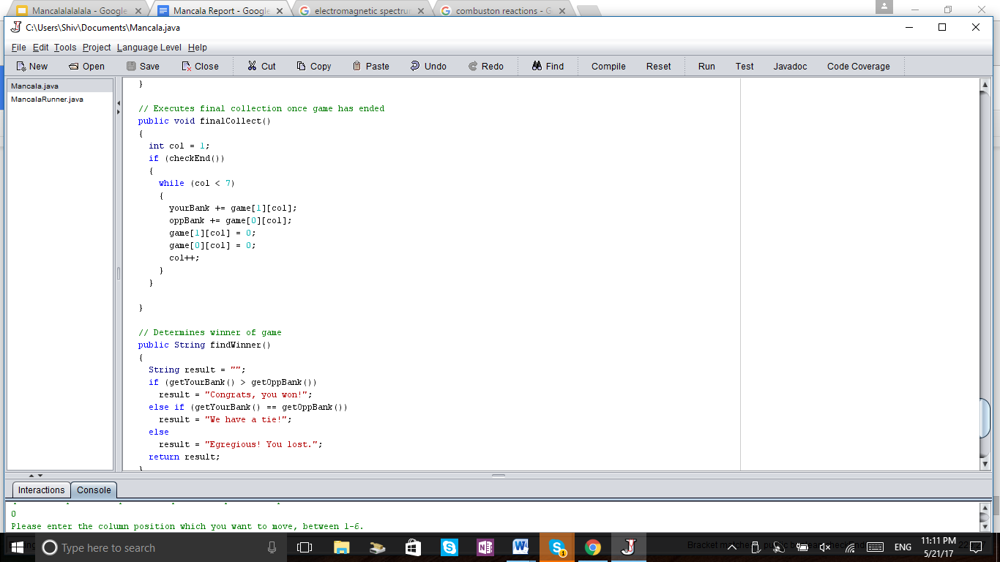 Mancalalalalala - Google
Mancala Report - Google
electromagnetic spectru
combuston reactions - G
C:\Users\Shiv\Documents\Mancala.java
File Edit Tools Project Language Level Help
New Open Save Close Cut Copy Paste Undo Redo Find Compile Reset Run Test Javadoc Code Coverage
Mancala.java
MancalaRunner.java
}
// Executes final collection once game has ended
public void finalCollect()
{
int col = 1;
if (checkEnd())
{
while (col < 7)
{
yourBank += game[1][col];
oppBank += game[0][col];
game[1][col] = 0;
game[0][col] = 0;
col++;
}
}
}
// Determines winner of game
public String findWinner()
{
String result = "";
if (getYourBank() > getOppBank())
result = "Congrats, you won!";
else if (getYourBank() == getOppBank())
result = "We have a tie!";
else
result = "Egregious! You lost.";
return result;
}
Interactions Console
0
Please enter the column position which you want to move, between 1-6.
Type here to search
ENG
11:11 PM
5/21/17